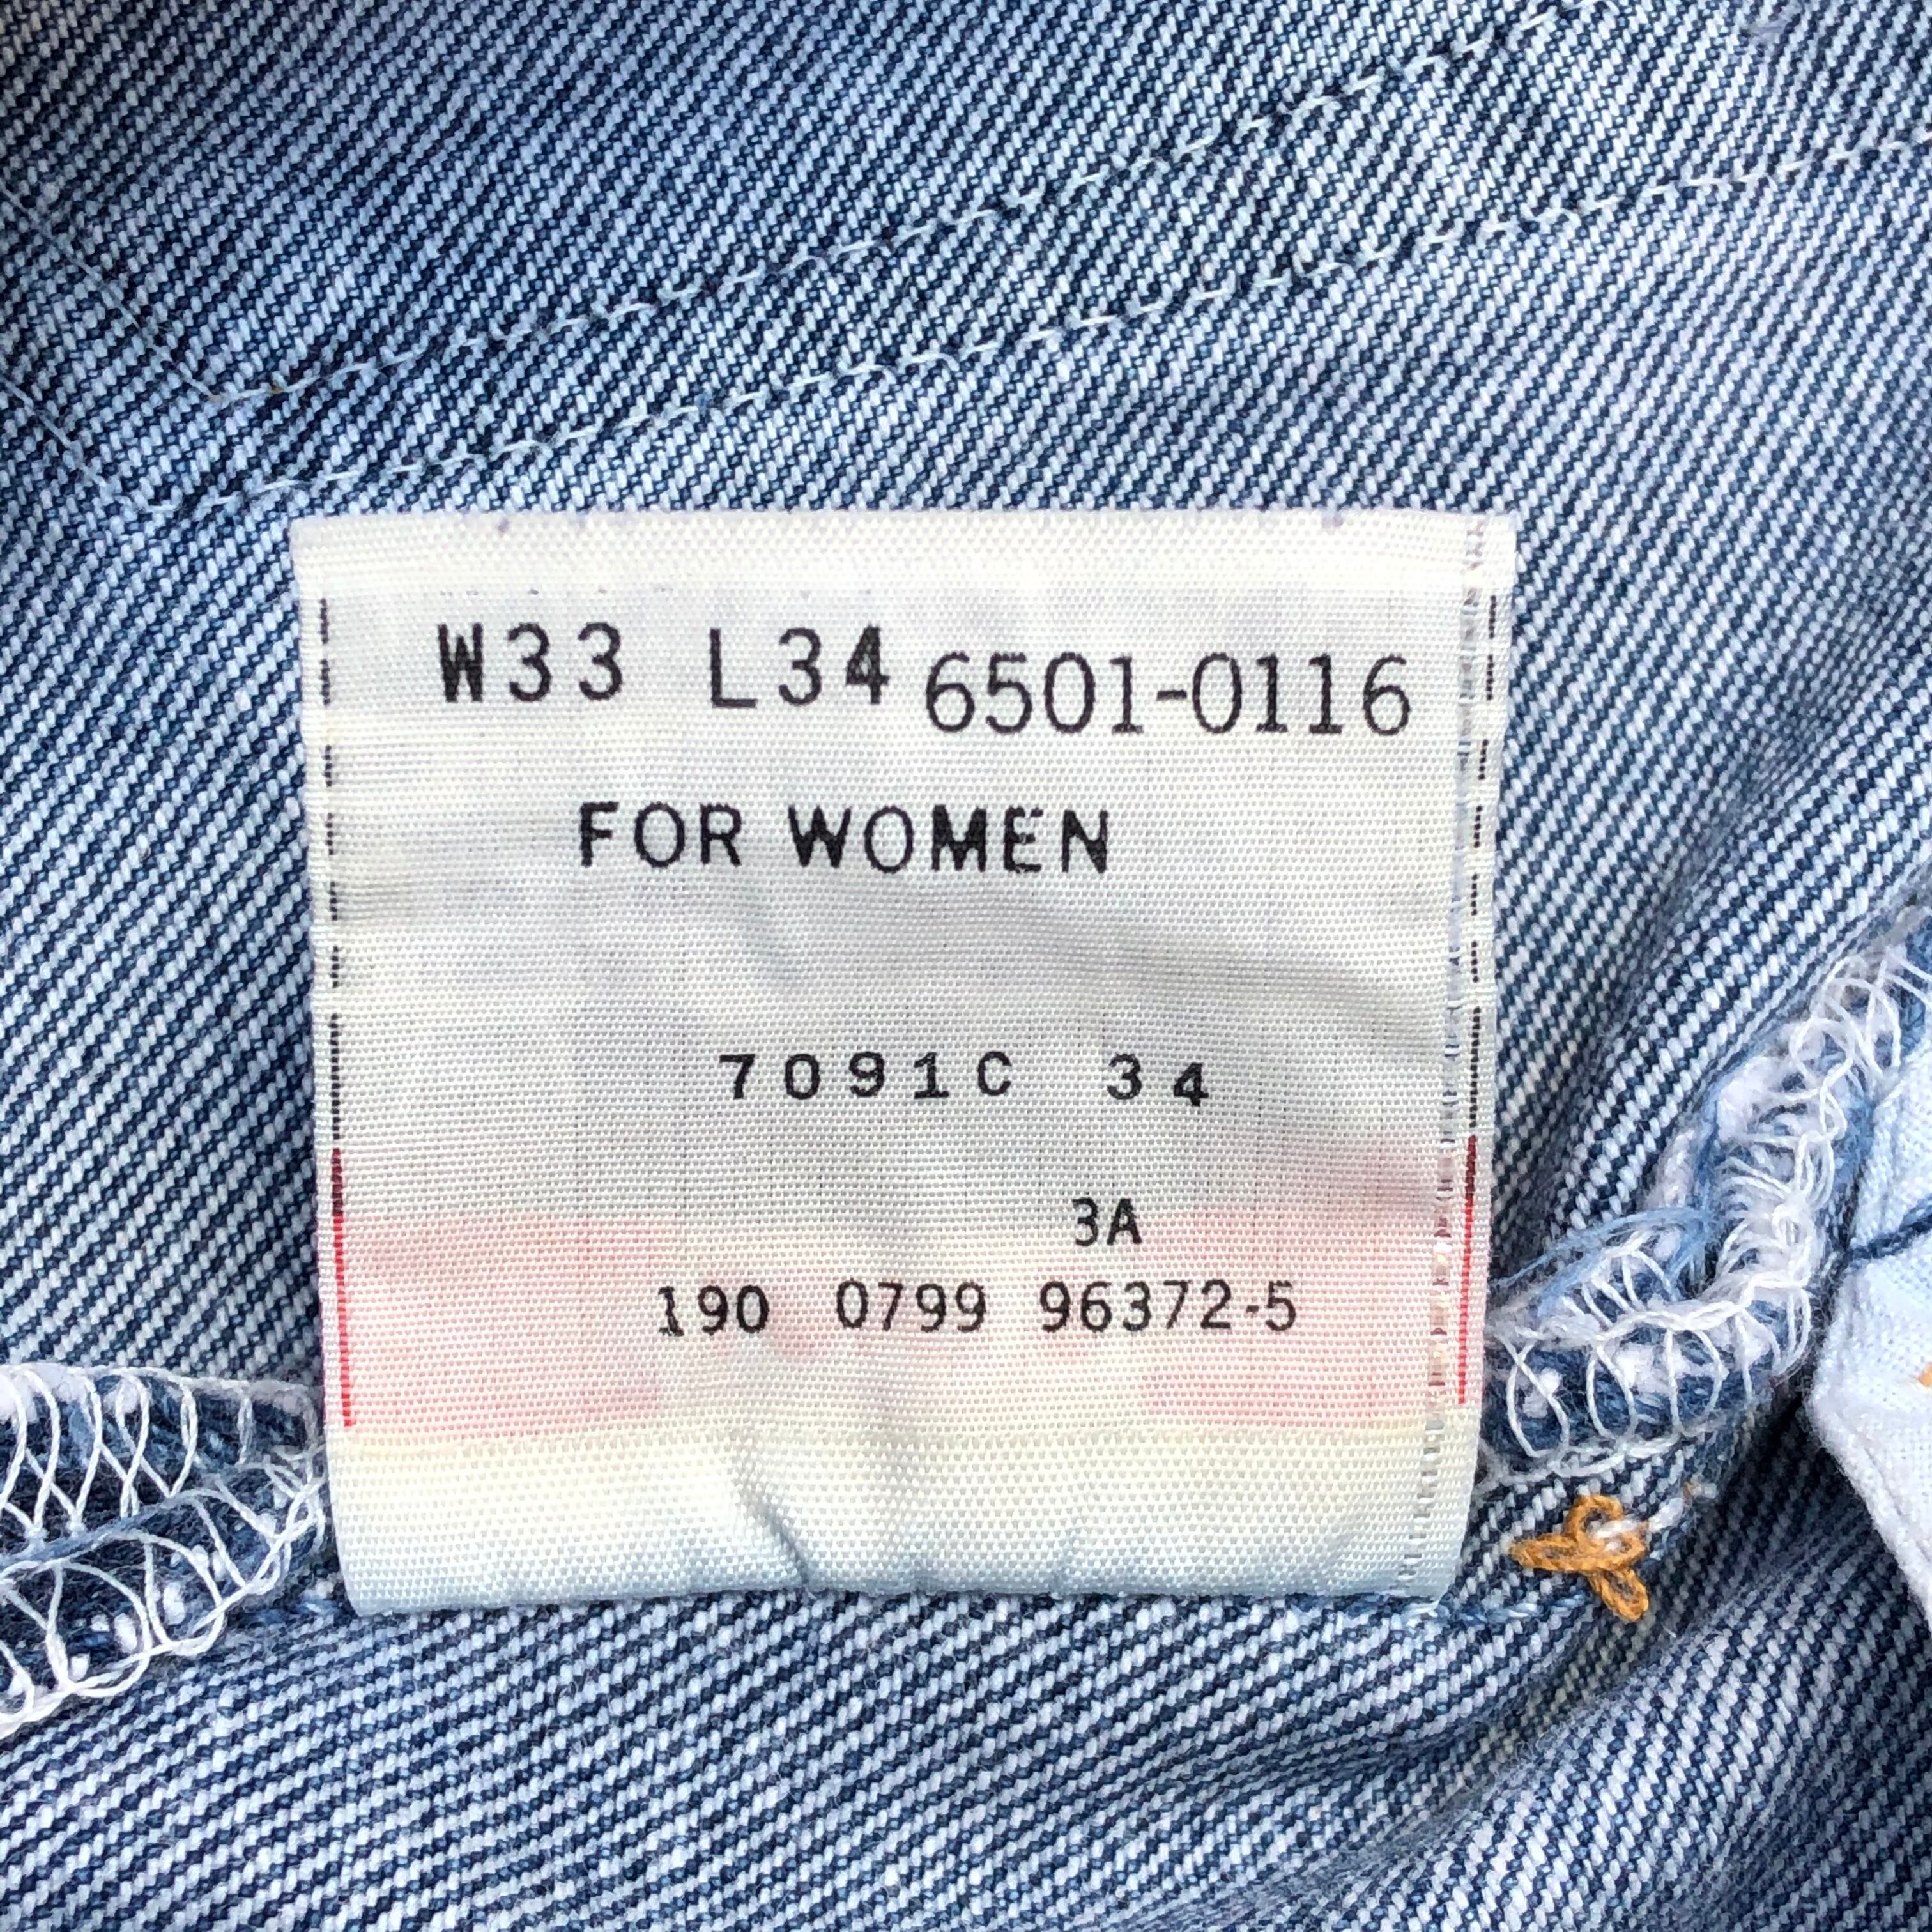 W33 L34 6501-0116
FOR WOMEN
7091C 34
3A
190 0799 96372-5